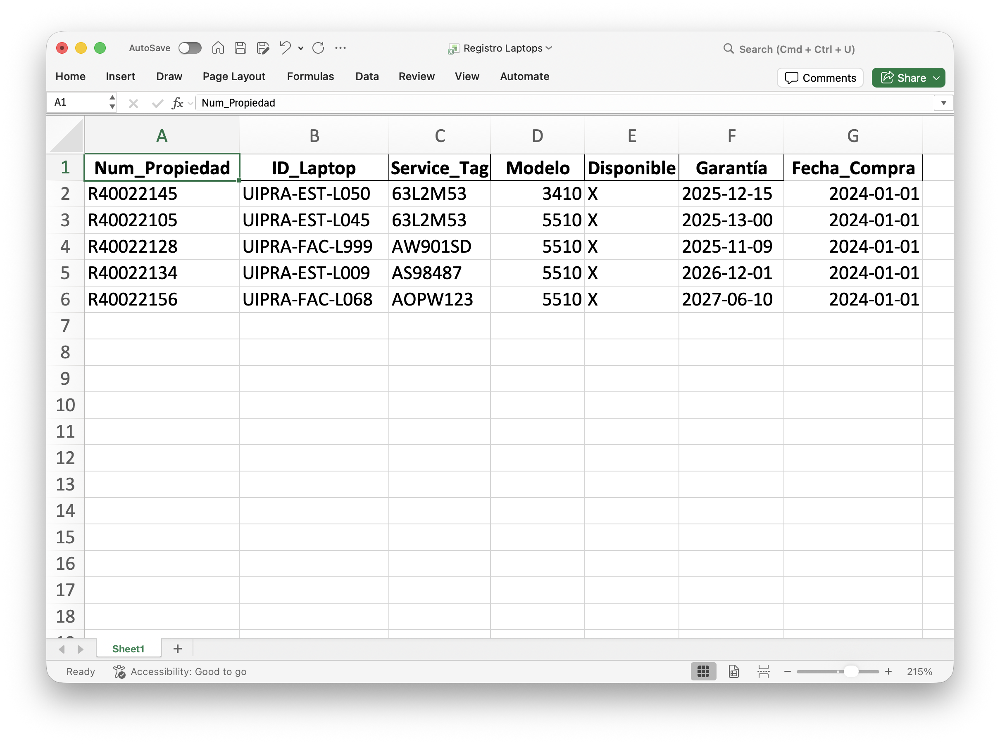 AutoSave
Registro Laptops
Search (Cmd + Ctrl + U)
Home Insert Draw Page Layout Formulas Data Review View Automate Comments Share
A1 fx Num_Propiedad
A B C D E F G
1 Num_Propiedad ID_Laptop Service_Tag Modelo Disponible Garantía Fecha_Compra
2 R40022145 UIPRA-EST-L050 63L2M53 3410 X 2025-12-15 2024-01-01
3 R40022105 UIPRA-EST-L045 63L2M53 5510 X 2025-13-00 2024-01-01
4 R40022128 UIPRA-FAC-L999 AW901SD 5510 X 2025-11-09 2024-01-01
5 R40022134 UIPRA-EST-L009 AS98487 5510 X 2026-12-01 2024-01-01
6 R40022156 UIPRA-FAC-L068 AOPW123 5510 X 2027-06-10 2024-01-01
7
8
9
10
11
12
13
14
15
16
17
18
Sheet1 +
Ready Accessibility: Good to go 215%